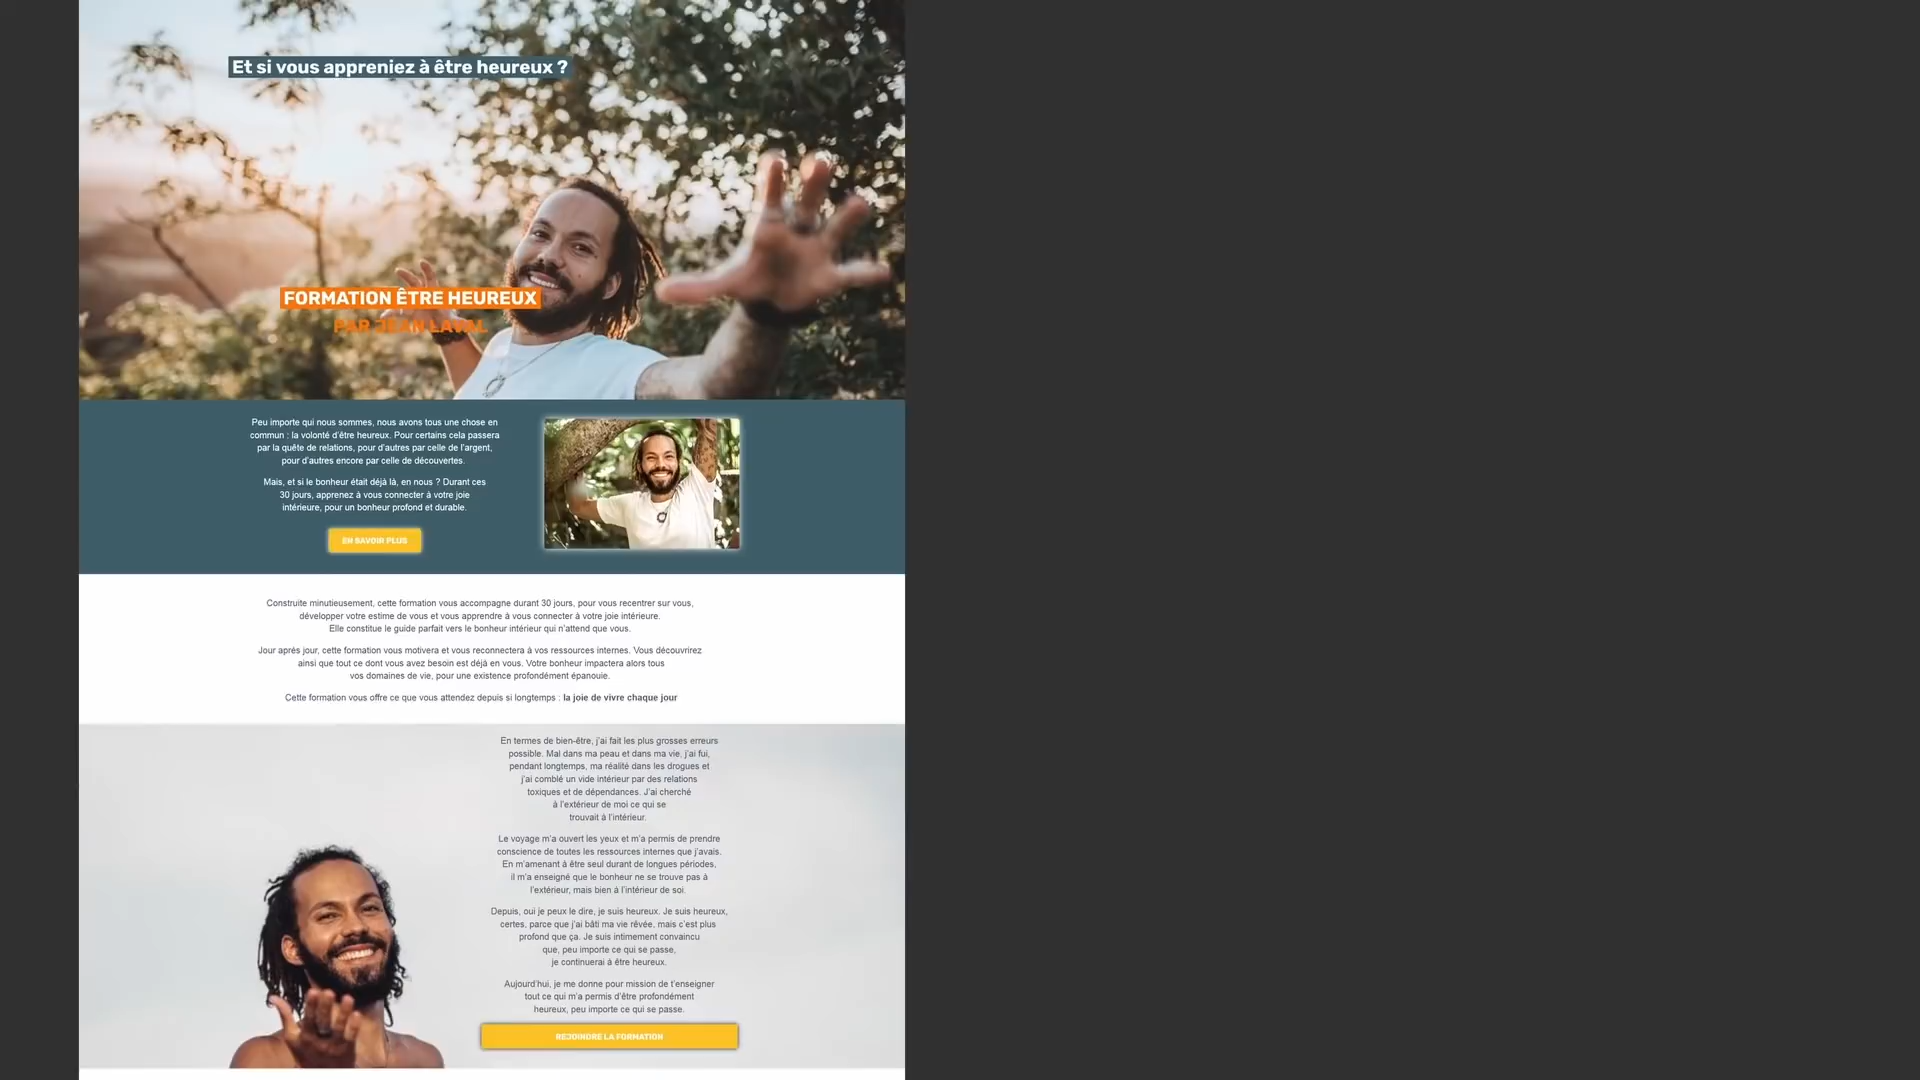 Et si vous appreniez à être heureux ?
FORMATION ÊTRE HEUREUX
PAR JEAN LAVAL
Peu importe qui nous sommes, nous avons tous une chose en
commun : la volonté d'être heureux. Pour certains cela passera
par la quête de relations, pour d'autres par celle de l'argent,
pour d'autres encore par celle de découvertes.
Mais, et si le bonheur était déjà là, en nous ? Durant ces
30 jours, apprenez à vous connecter à votre joie
intérieure, pour un bonheur profond et durable.
EN SAVOIR PLUS
Construite minutieusement, cette formation vous accompagne durant 30 jours, pour vous recentrer sur vous,
développer votre estime de vous et vous apprendre à vous connecter à votre joie intérieure.
Elle constitue le guide parfait vers le bonheur intérieur qui n'attend que vous.
Jour après jour, cette formation vous motivera et vous reconnectera à vos ressources internes. Vous découvrirez
ainsi que tout ce dont vous avez besoin est déjà en vous. Votre bonheur impactera alors tous
vos domaines de vie, pour une existence profondément épanouie.
Cette formation vous offre ce que vous attendez depuis si longtemps : la joie de vivre chaque jour
En termes de bien-être, j'ai fait les plus grosses erreurs
possible. Mal dans ma peau et dans ma vie, j'ai fui,
pendant longtemps, ma réalité dans les drogues et
j'ai comblé un vide intérieur par des relations
toxiques et de dépendances. J'ai cherché
à l'extérieur de moi ce qui se
trouvait à l'intérieur.
Le voyage m'a ouvert les yeux et m'a permis de prendre
conscience de toutes les ressources internes que j'avais.
En m'amenant à être seul durant de longues périodes,
il m'a enseigné que le bonheur ne se trouve pas à
l'extérieur, mais bien à l'intérieur de soi.
Depuis, oui je peux le dire, je suis heureux. Je suis heureux,
certes, parce que j'ai bâti ma vie rêvée, mais c'est plus
profond que ça. Je suis intimement convaincu
que, peu importe ce qui se passe,
je continuerai à être heureux.
Aujourd'hui, je me donne pour mission de t'enseigner
tout ce qui m'a permis d'être profondément
heureux, peu importe ce qui se passe.
REJOINDRE LA FORMATION